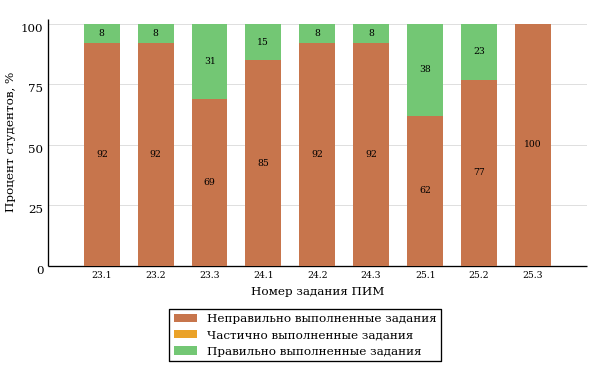 100
75
50
25
0
Процент студентов, %
8 8 31 15 8 8 38 23
92 92 69 85 92 92 62 77 100
23.1 23.2 23.3 24.1 24.2 24.3 25.1 25.2 25.3
Номер задания ПИМ
Неправильно выполненные задания
Частично выполненные задания
Правильно выполненные задания